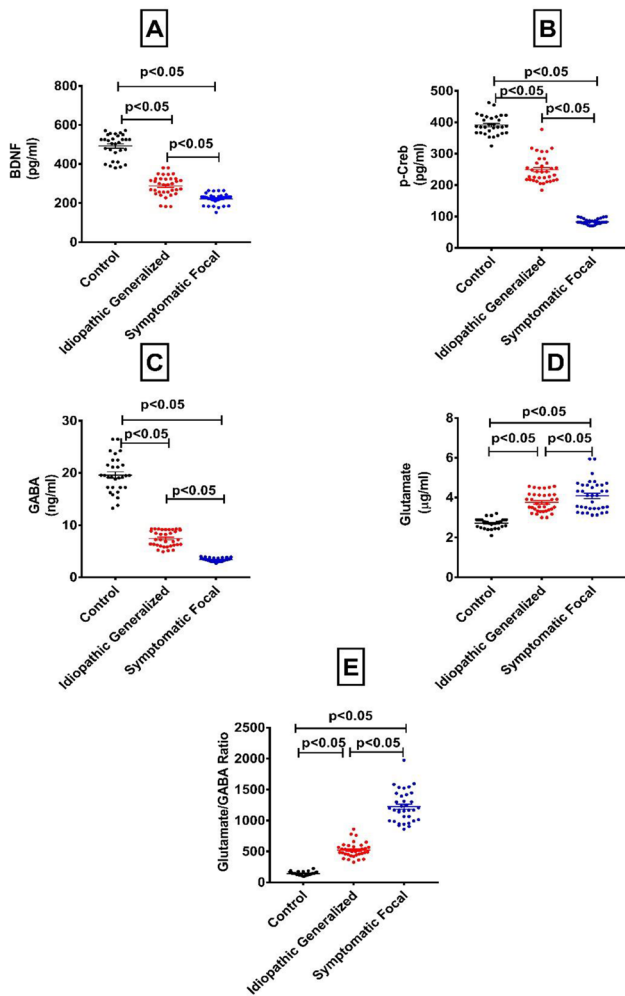 A
p<0.05
p<0.05
p<0.05
800
600
400
200
0
BDNF
(pg/ml)
Control
Idiopathic Generalized
Symptomatic Focal
B
p<0.05
p<0.05
p<0.05
500
400
300
200
100
0
p-Creb
(pg/ml)
Control
Idiopathic Generalized
Symptomatic Focal
C
p<0.05
p<0.05
p<0.05
30
20
10
0
GABA
(ng/ml)
Control
Idiopathic Generalized
Symptomatic Focal
D
p<0.05
p<0.05
p<0.05
8
6
4
2
0
Glutamate
(µg/ml)
Control
Idiopathic Generalized
Symptomatic Focal
E
p<0.05
p<0.05
p<0.05
2500
2000
1500
1000
500
0
Glutamate/GABA Ratio
Control
Idiopathic Generalized
Symptomatic Focal